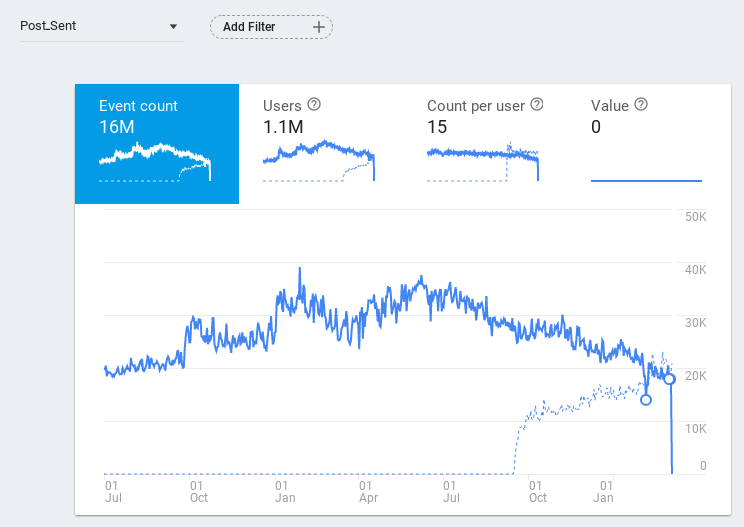 Post_Sent
Add Filter
Event count
16M
Users
1.1M
Count per user
15
Value
0
50K
40K
30K
20K
10K
0
01 Jul
01 Oct
01 Jan
01 Apr
01 Jul
01 Oct
01 Jan